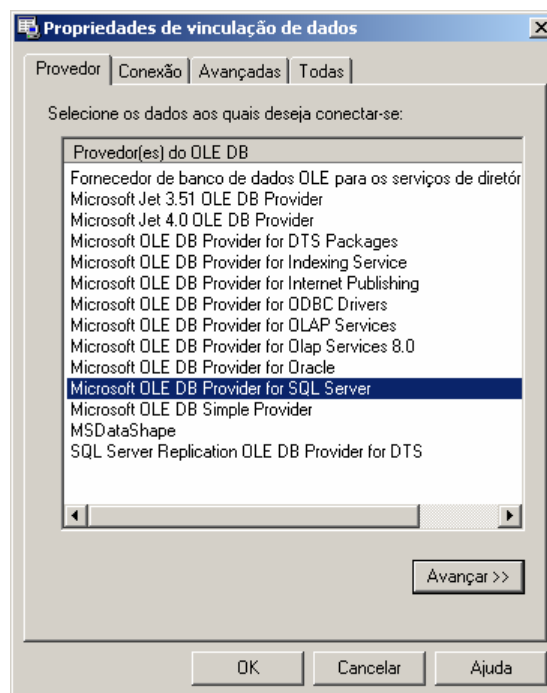 Propriedades de vinculação de dados
Provedor Conexão Avançadas Todas
Selecione os dados aos quais deseja conectar-se:
Provedor(es) do OLE DB
Fornecedor de banco de dados OLE para os serviços de diretór
Microsoft Jet 3.51 OLE DB Provider
Microsoft Jet 4.0 OLE DB Provider
Microsoft OLE DB Provider for DTS Packages
Microsoft OLE DB Provider for Indexing Service
Microsoft OLE DB Provider for Internet Publishing
Microsoft OLE DB Provider for ODBC Drivers
Microsoft OLE DB Provider for OLAP Services
Microsoft OLE DB Provider for Olap Services 8.0
Microsoft OLE DB Provider for Oracle
Microsoft OLE DB Provider for SQL Server
Microsoft OLE DB Simple Provider
MSDataShape
SQL Server Replication OLE DB Provider for DTS
Avançar >>
OK Cancelar Ajuda